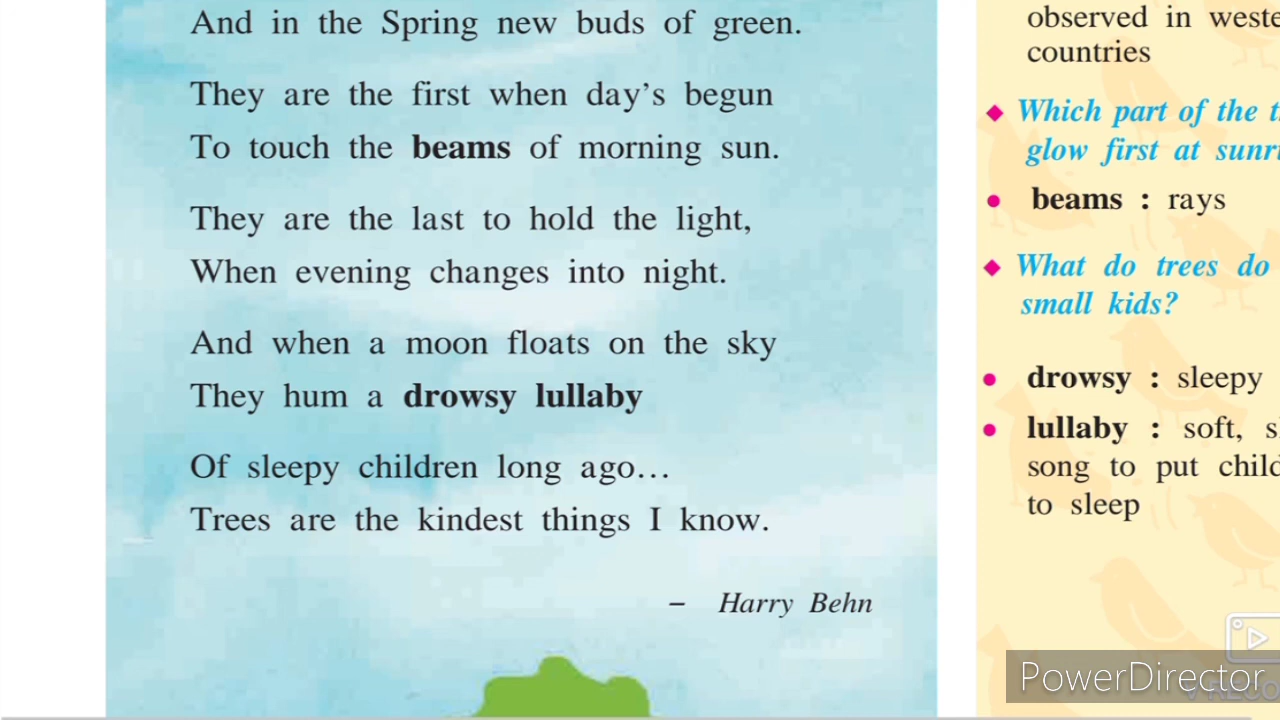 And in the Spring new buds of green.
They are the first when day's begun
To touch the beams of morning sun.
They are the last to hold the light,
When evening changes into night.
And when a moon floats on the sky
They hum a drowsy lullaby
Of sleepy children long ago...
Trees are the kindest things I know.
– Harry Behn
observed in
countries
Which part of the
glow first at
beams : rays
What do trees do
small kids?
drowsy : sleepy
lullaby : soft,
song to put
to sleep
PowerDirector